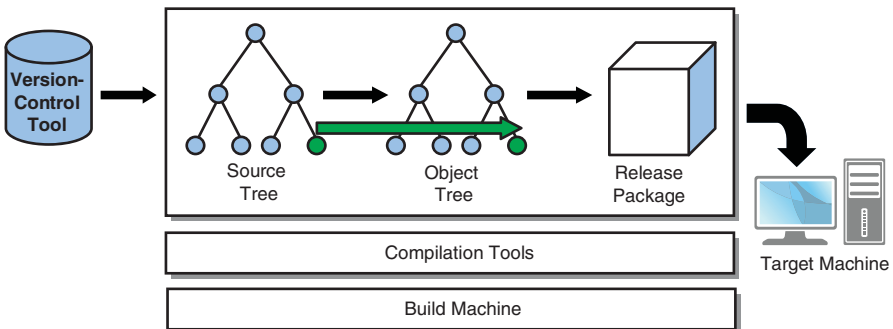 Version-
Control
Tool
Source
Tree
Object
Tree
Release
Package
Compilation Tools
Target Machine
Build Machine